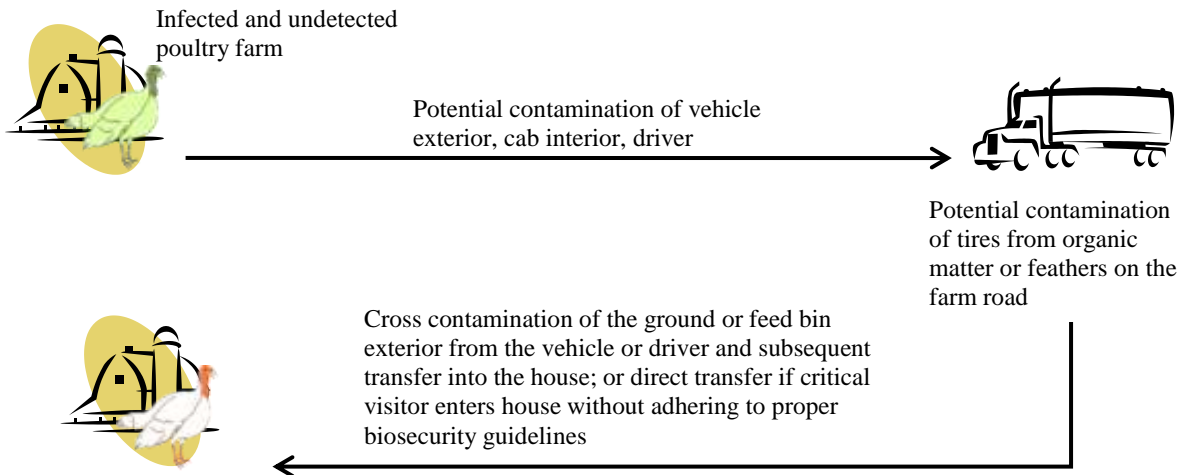 Infected and undetected
poultry farm
Potential contamination of vehicle
exterior, cab interior, driver
Potential contamination
of tires from organic
matter or feathers on the
farm road
Cross contamination of the ground or feed bin
exterior from the vehicle or driver and subsequent
transfer into the house; or direct transfer if critical
visitor enters house without adhering to proper
biosecurity guidelines